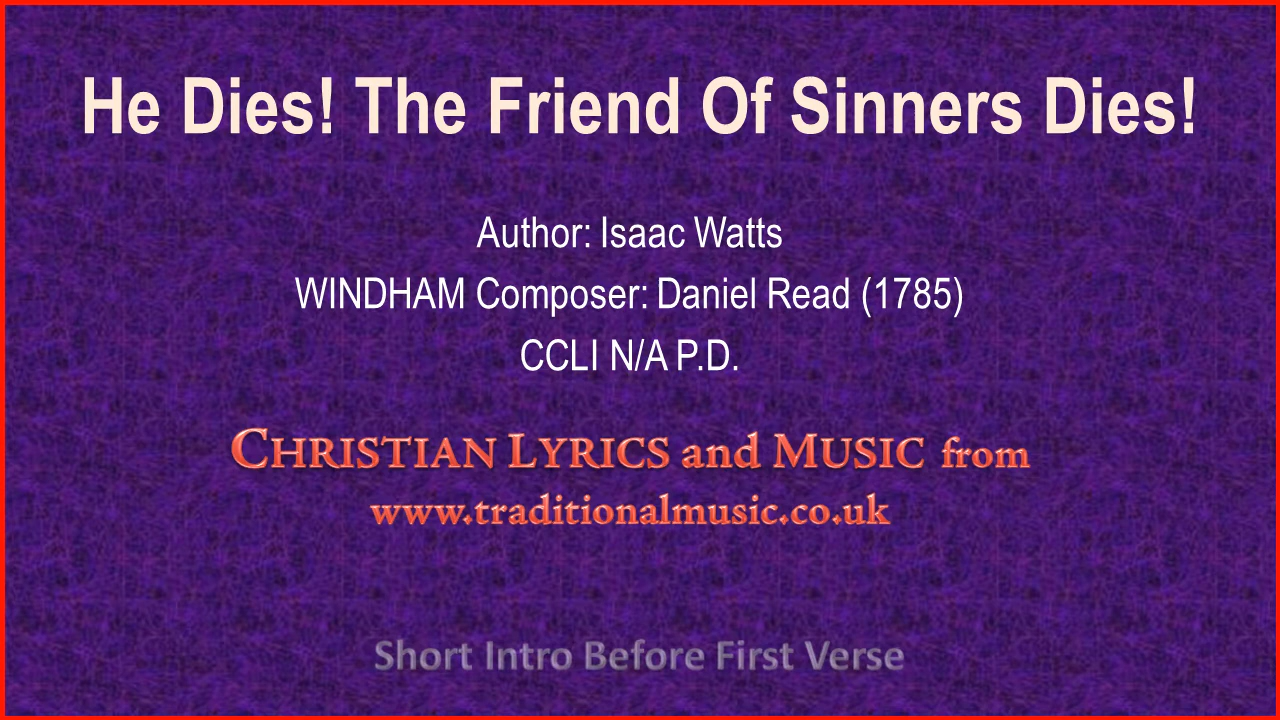 He Dies! The Friend Of Sinners Dies!
Author: Isaac Watts
WINDHAM Composer: Daniel Read (1785)
CCLI N/A P.D.
CHRISTIAN LYRICS and MUSIC from
www.traditionalmusic.co.uk
Short Intro Before First Verse